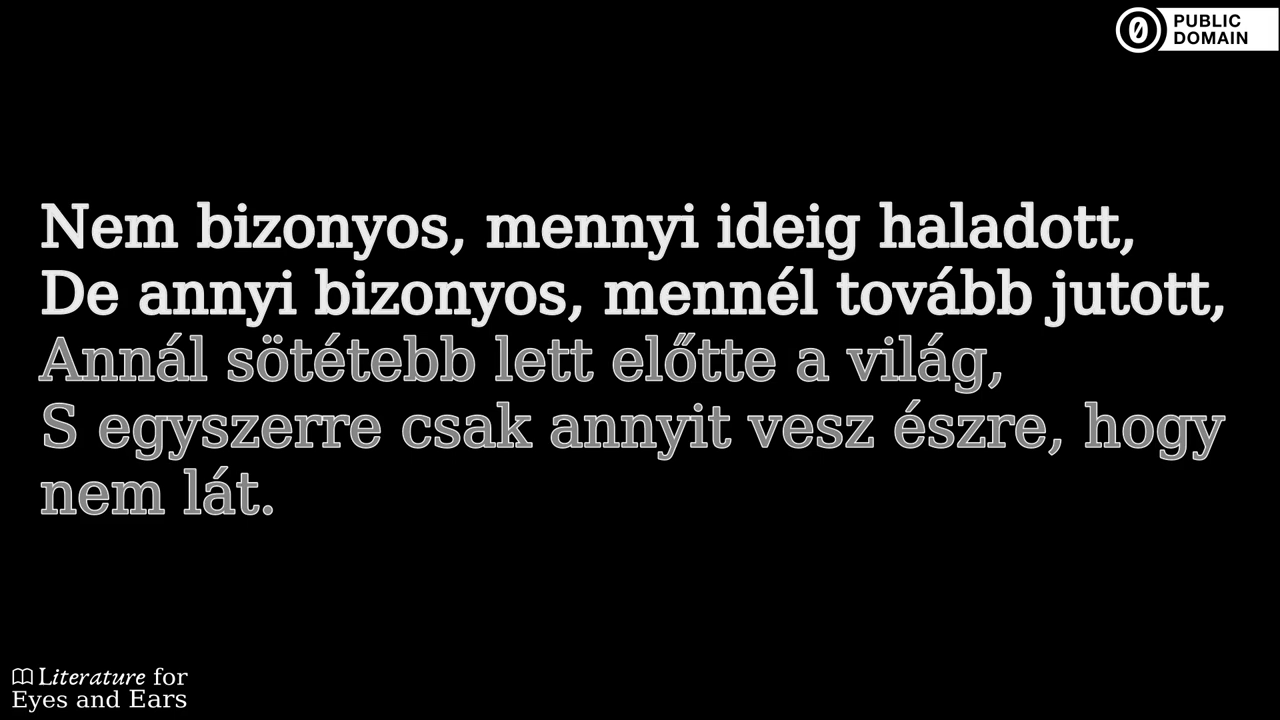 PUBLIC
DOMAIN
Nem bizonyos, mennyi ideig haladott,
De annyi bizonyos, mennél tovább jutott,
Annál sötétebb lett előtte a világ,
S egyszerre csak annyit vesz észre, hogy
nem lát.
Literature for
Eyes and Ears